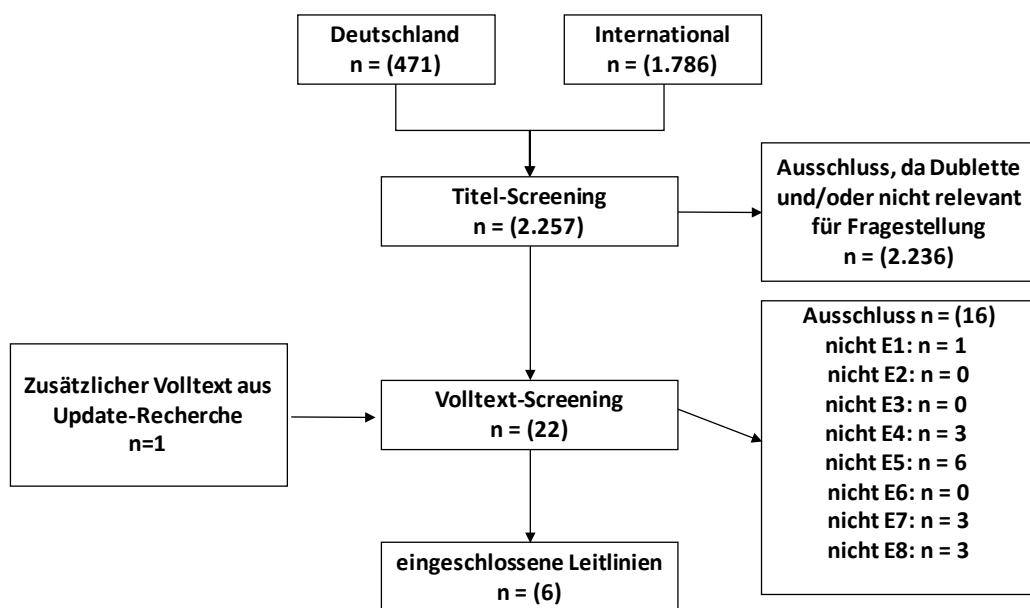 Deutschland
n = (471)
International
n = (1.786)
Titel-Screening
n = (2.257)
Ausschluss, da Dublette
und/oder nicht relevant
für Fragestellung
n = (2.236)
Zusätzlicher Volltext aus
Update-Recherche
n=1
Volltext-Screening
n = (22)
Ausschluss n = (16)
nicht E1: n = 1
nicht E2: n = 0
nicht E3: n = 0
nicht E4: n = 3
nicht E5: n = 6
nicht E6: n = 0
nicht E7: n = 3
nicht E8: n = 3
eingeschlossene Leitlinien
n = (6)